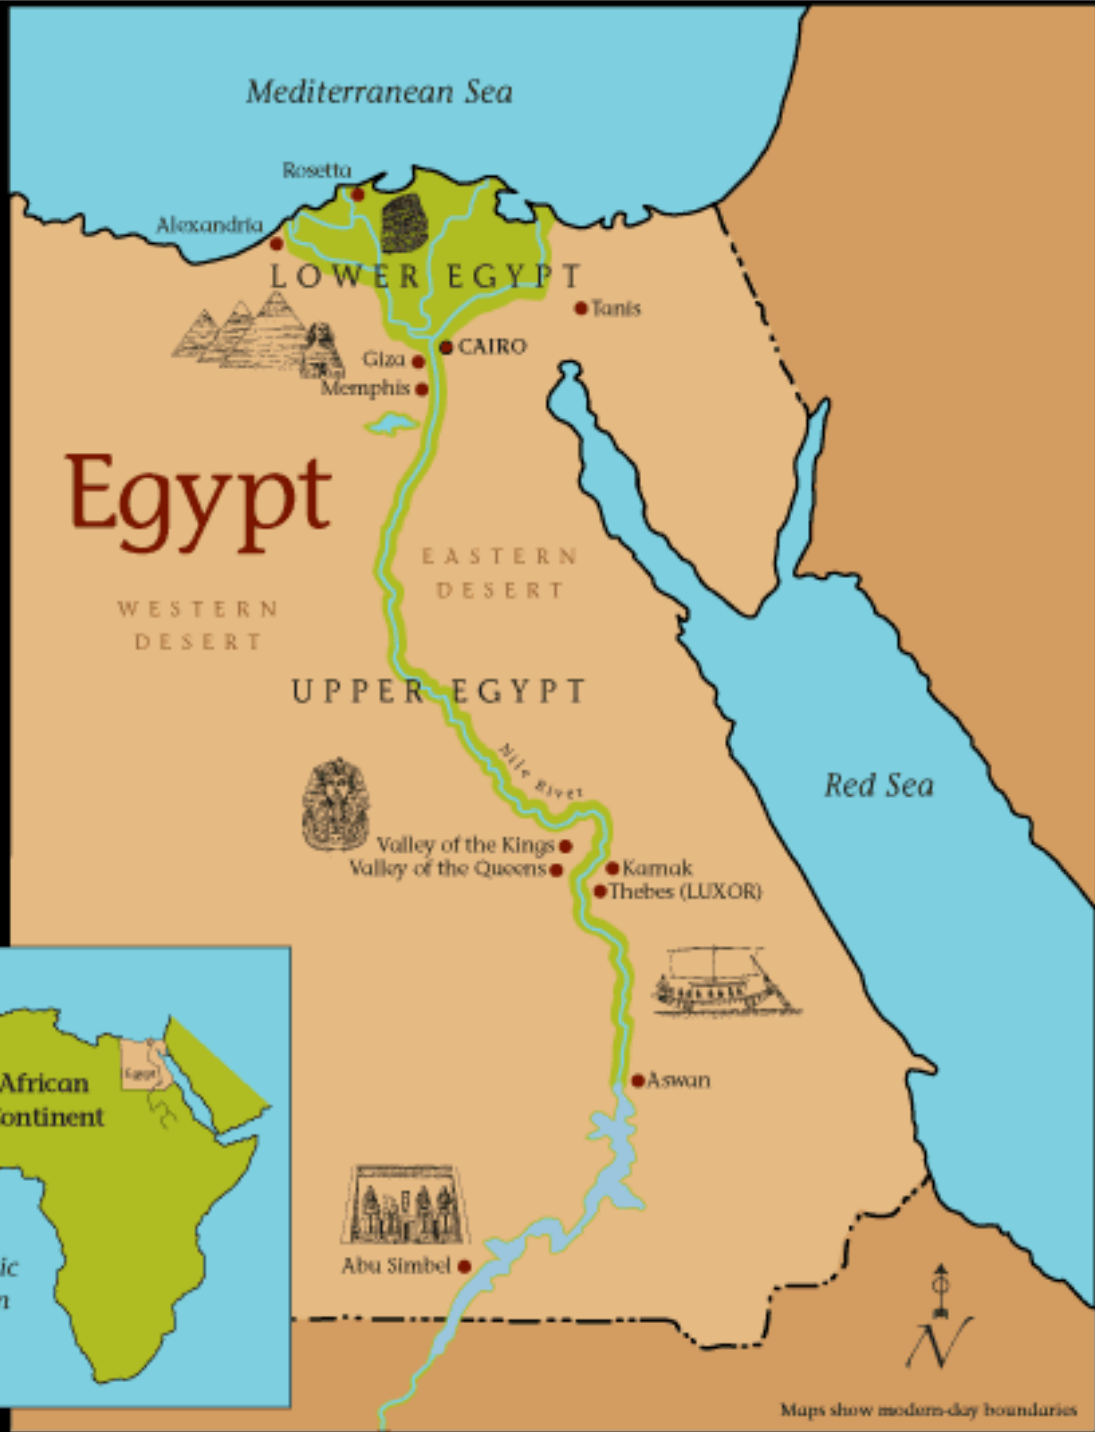 Mediterranean Sea
Rosetta
Alexandria
LOWER EGYPT
Tanis
CAIRO
Giza
Memphis
Egypt
EASTERN
DESERT
WESTERN
DESERT
UPPER EGYPT
Nile River
Red Sea
Valley of the Kings
Valley of the Queens
Karnak
Thebes (LUXOR)
Aswan
African
ontinent
Egypt
ic
n
Abu Simbel
N
Maps show modern-day boundaries